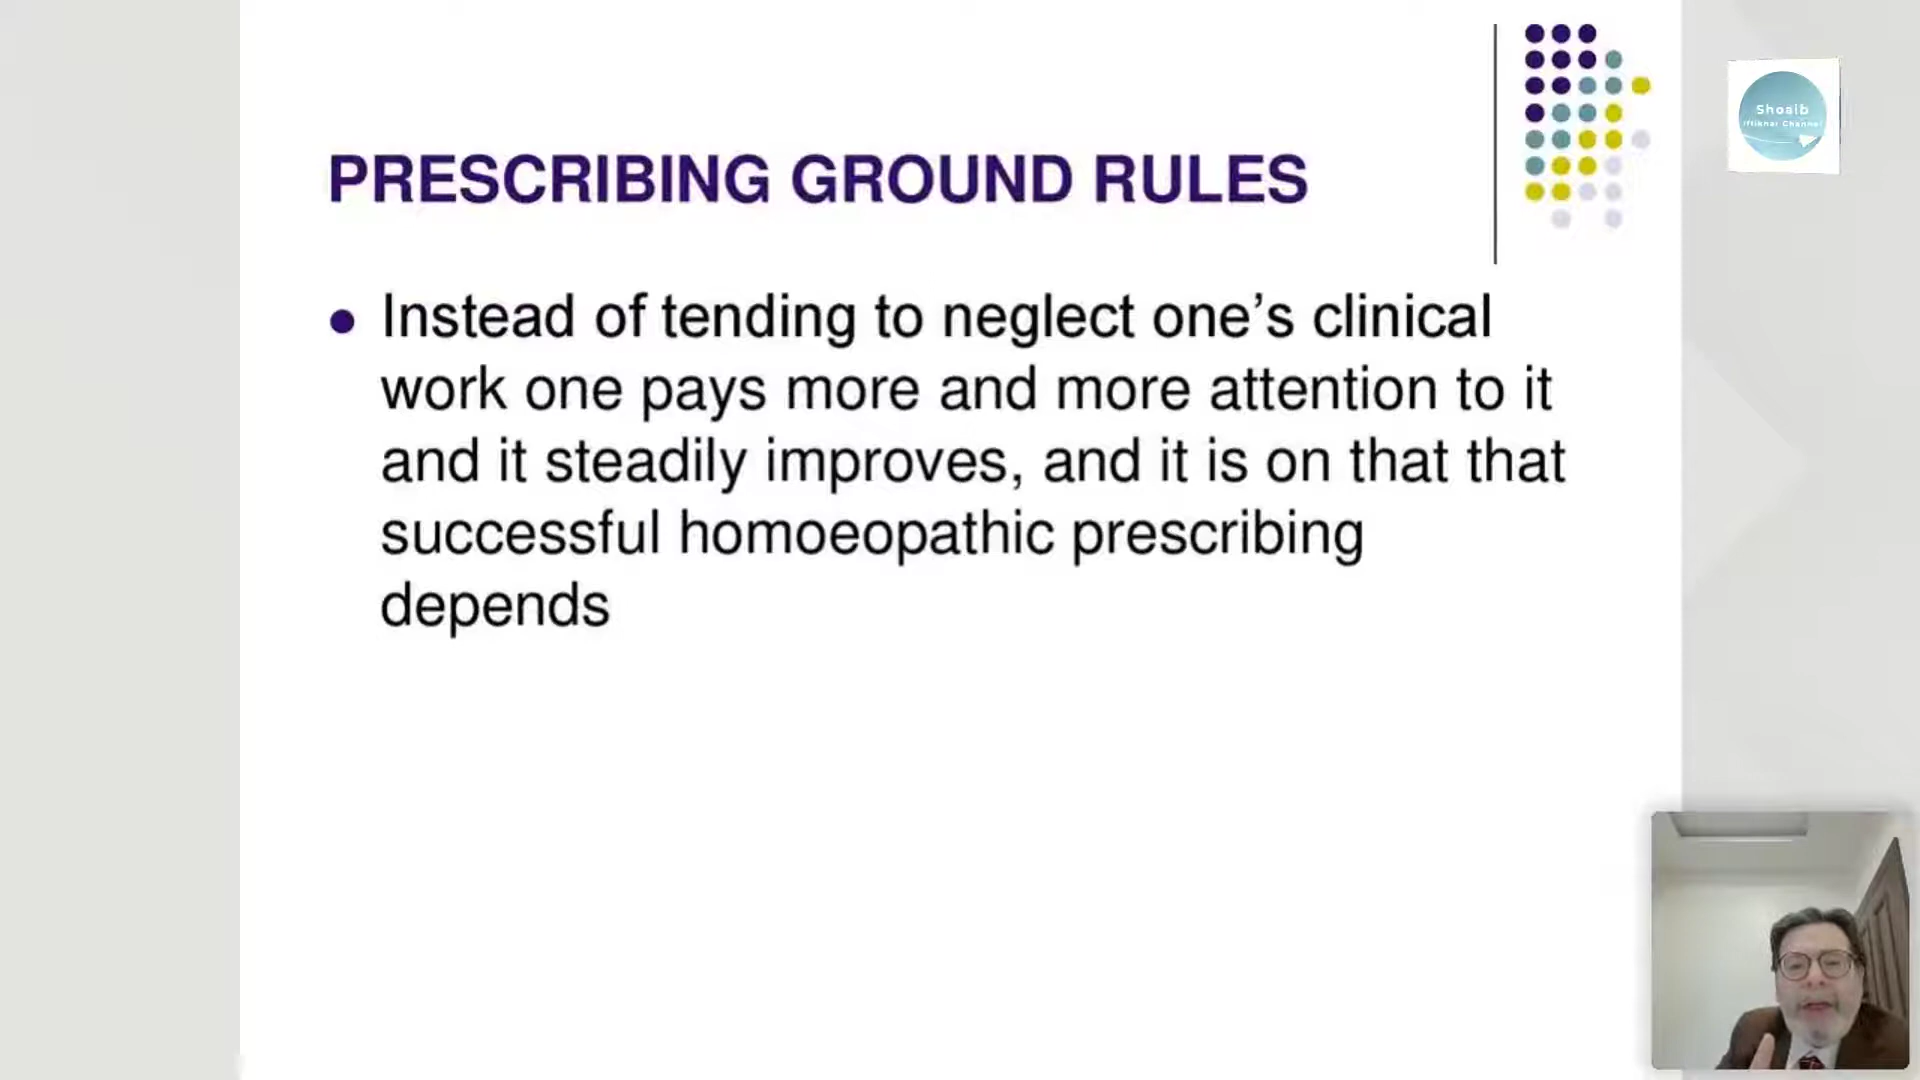 PRESCRIBING GROUND RULES
Shoaib
Iftikhar Channel
• Instead of tending to neglect one’s clinical
work one pays more and more attention to it
and it steadily improves, and it is on that that
successful homoeopathic prescribing
depends